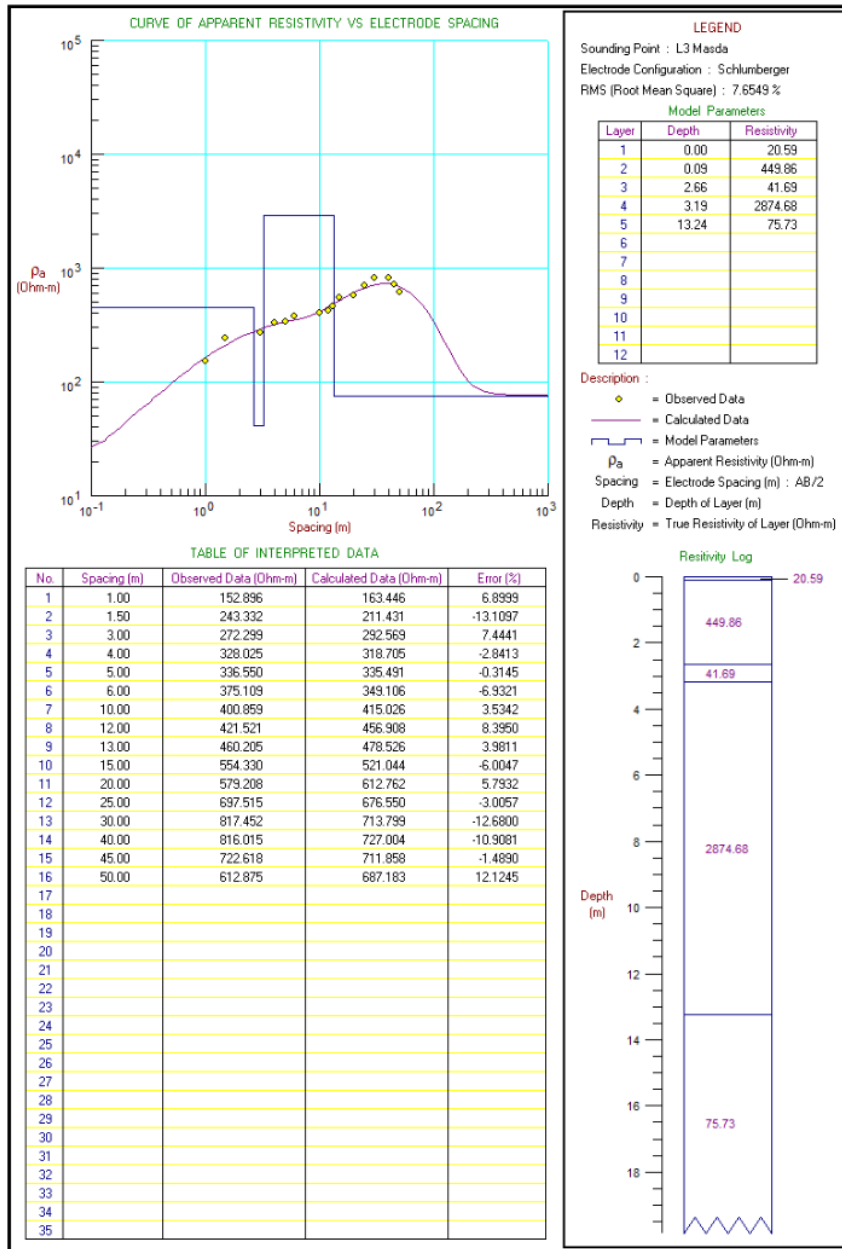 CURVE OF APPARENT RESISTIVITY VS ELECTRODE SPACING
10^5
10^4
10^3
10^2
10^1
ρa
(Ohm-m)
10^-1 10^0 10^1 10^2 10^3
Spacing (m)
TABLE OF INTERPRETED DATA
No. Spacing (m) Observed Data (Ohm-m) Calculated Data (Ohm-m) Error (%)
1 1.00 152.896 163.446 6.8999
2 1.50 243.332 211.431 -13.1097
3 3.00 272.299 292.569 7.4441
4 4.00 328.025 318.705 -2.8413
5 5.00 336.550 335.491 -0.3145
6 6.00 375.109 349.106 -6.9321
7 10.00 400.859 415.026 3.5342
8 12.00 421.521 456.908 8.3950
9 13.00 460.205 478.526 3.9811
10 15.00 554.330 521.044 -6.0047
11 20.00 579.208 612.762 5.7932
12 25.00 697.515 676.550 -3.0057
13 30.00 817.452 713.799 -12.6800
14 40.00 816.015 727.004 -10.9081
15 45.00 722.618 711.858 -1.4890
16 50.00 612.875 687.183 12.1245
17
18
19
20
21
22
23
24
25
26
27
28
29
30
31
32
33
34
35
LEGEND
Sounding Point : L3 Masda
Electrode Configuration : Schlumberger
RMS (Root Mean Square) : 7.6549 %
Model Parameters
Layer Depth Resistivity
1 0.00 20.59
2 0.09 449.86
3 2.66 41.69
4 3.19 2874.68
5 13.24 75.73
6
7
8
9
10
11
12
Description :
= Observed Data
= Calculated Data
= Model Parameters
ρa = Apparent Resistivity (Ohm-m)
Spacing = Electrode Spacing (m) : AB/2
Depth = Depth of Layer (m)
Resistivity = True Resistivity of Layer (Ohm-m)
Resitivity Log
0
20.59
449.86
2
41.69
4
6
2874.68
8
Depth
(m)
10
12
14
16
75.73
18